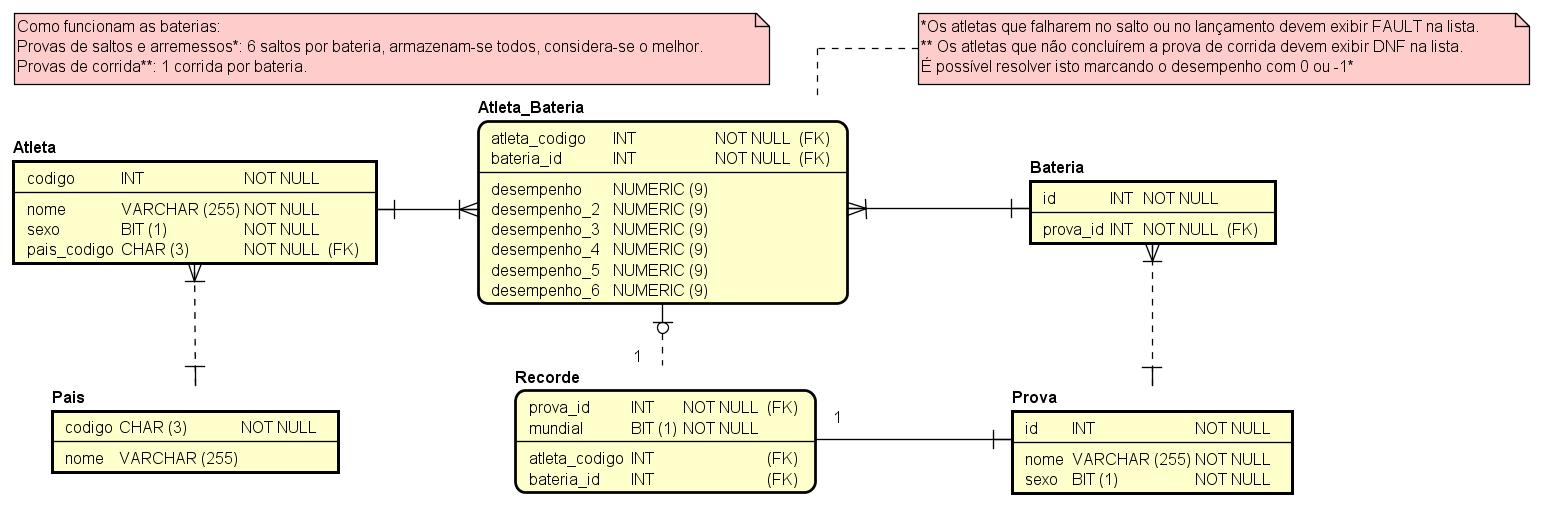 Como funcionam as baterias:
Provas de saltos e arremessos*: 6 saltos por bateria, armazenam-se todos, considera-se o melhor.
Provas de corrida**: 1 corrida por bateria.
*Os atletas que falharem no salto ou no lançamento devem exibir FAULT na lista.
** Os atletas que não concluírem a prova de corrida devem exibir DNF na lista.
É possível resolver isto marcando o desempenho com 0 ou -1*
Atleta_Bateria
atleta_codigo INT NOT NULL (FK)
bateria_id INT NOT NULL (FK)
desempenho NUMERIC (9)
desempenho_2 NUMERIC (9)
desempenho_3 NUMERIC (9)
desempenho_4 NUMERIC (9)
desempenho_5 NUMERIC (9)
desempenho_6 NUMERIC (9)
Atleta
codigo INT NOT NULL
nome VARCHAR (255) NOT NULL
sexo BIT (1) NOT NULL
pais_codigo CHAR (3) NOT NULL (FK)
Bateria
id INT NOT NULL
prova_id INT NOT NULL (FK)
1
Recorde
prova_id INT NOT NULL (FK)
mundial BIT (1) NOT NULL
atleta_codigo INT (FK)
bateria_id INT (FK)
1
Pais
codigo CHAR (3) NOT NULL
nome VARCHAR (255)
Prova
id INT NOT NULL
nome VARCHAR (255) NOT NULL
sexo BIT (1) NOT NULL